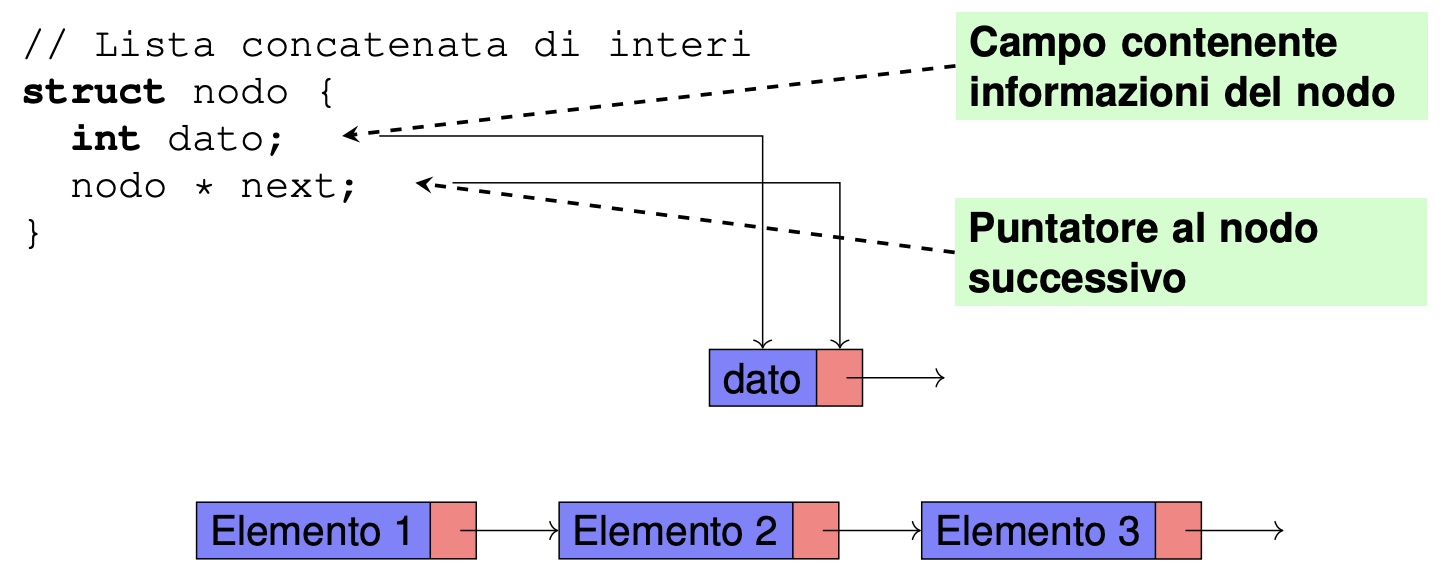 // Lista concatenata di interi
struct nodo {
int dato;
nodo * next;
}
Campo contenente
informazioni del nodo
Puntatore al nodo
successivo
dato
Elemento 1
Elemento 2
Elemento 3